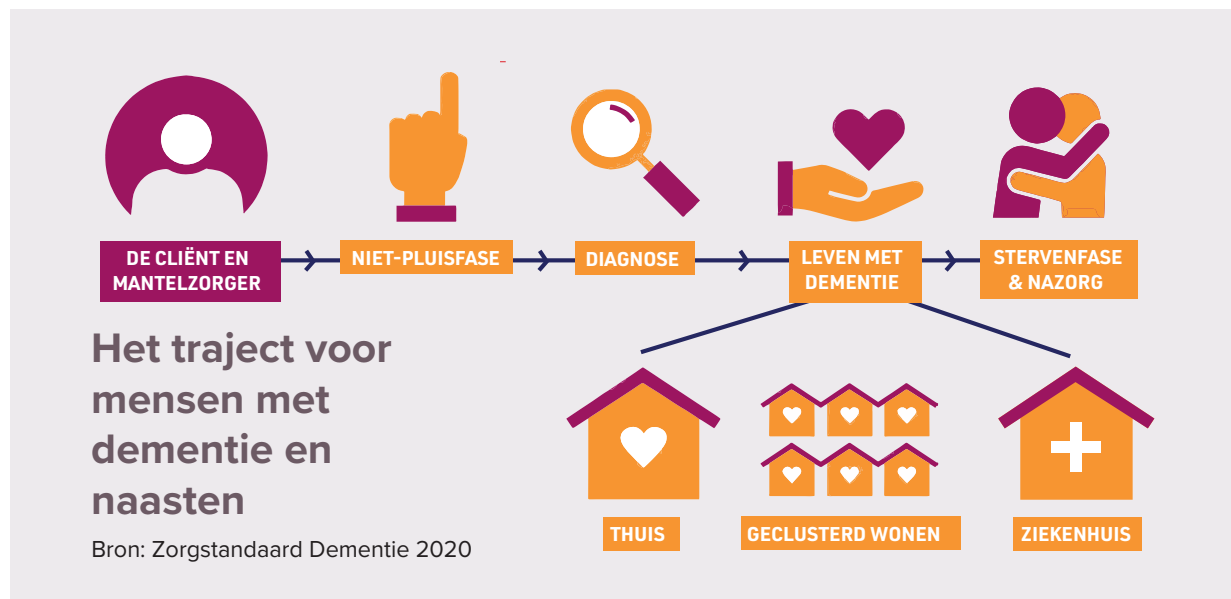 DE CLIËNT EN
MANTELZORGER
NIET-PLUISFASE
DIAGNOSE
LEVEN MET
DEMENTIE
STERVENFASE
& NAZORG
Het traject voor
mensen met
dementie en
naasten
Bron: Zorgstandaard Dementie 2020
THUIS
GECLUSTERD WONEN
ZIEKENHUIS